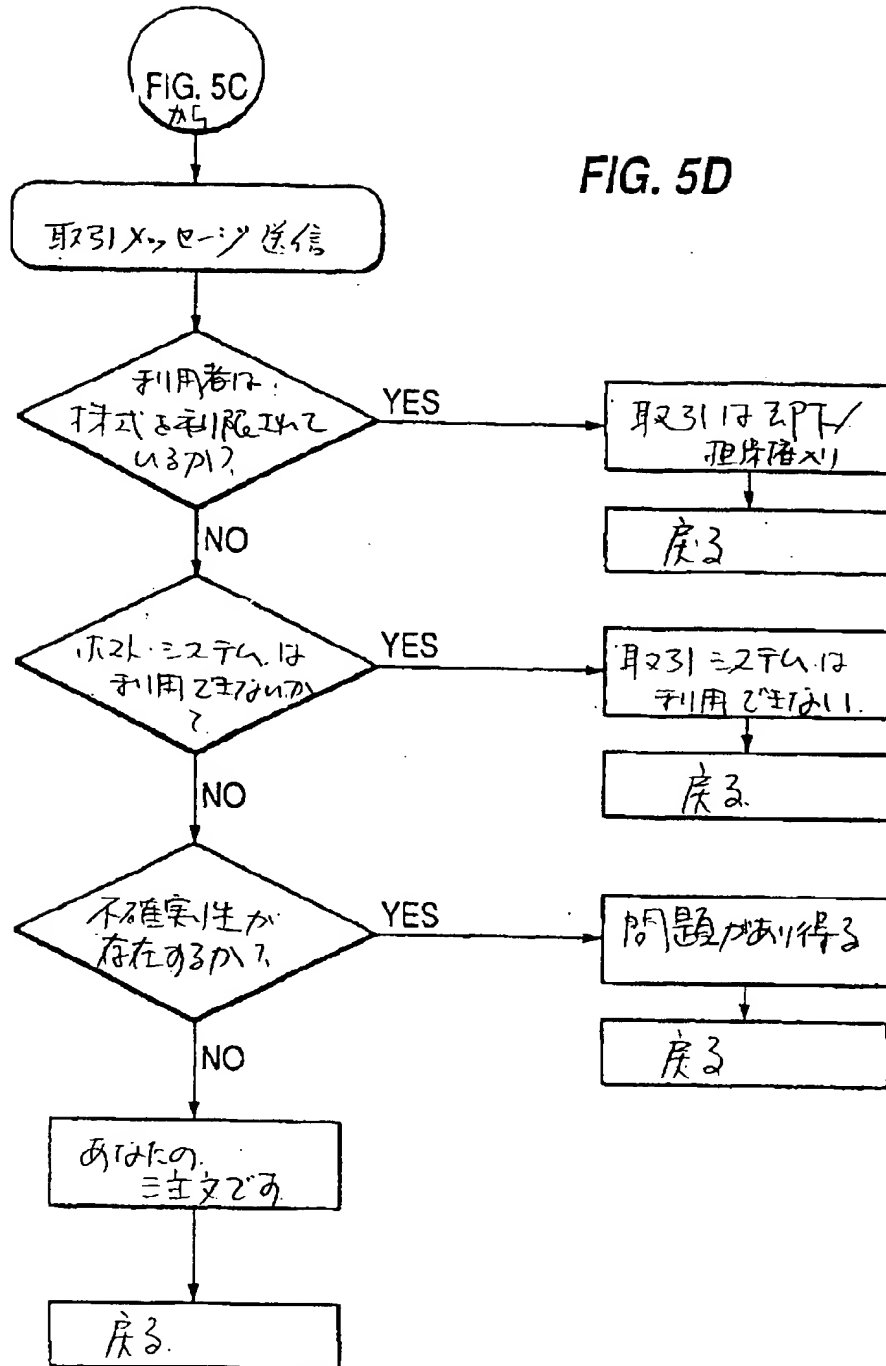 FIG. 5C
から
FIG. 5D
取引メッセージ送信
利用者は
株式を制限されて
いるか?
YES
取引は却下/
担保権入り
戻る
NO
ホスト・システムは
利用できないか
?
YES
取引システムは
利用できない
戻る
NO
不確実性が
存在するか?
YES
問題があり得る
戻る
NO
あなたの
注文です
戻る